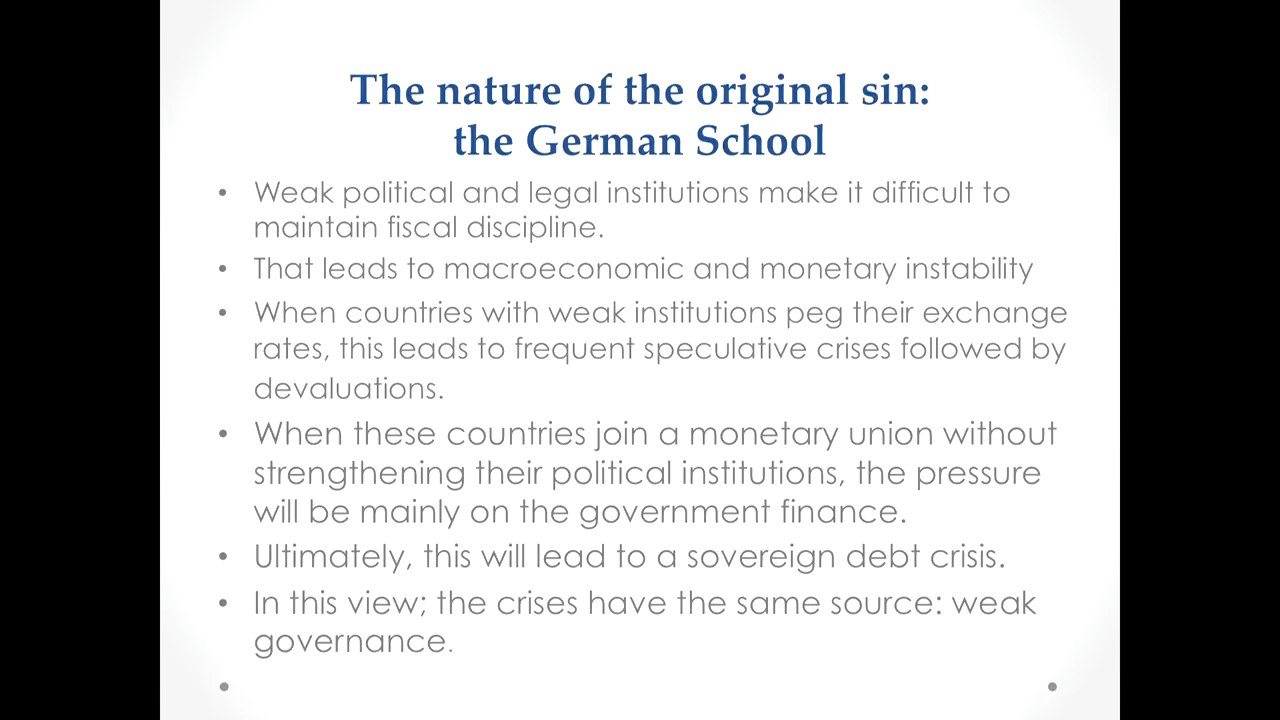 The nature of the original sin:
the German School
• Weak political and legal institutions make it difficult to
maintain fiscal discipline.
• That leads to macroeconomic and monetary instability
• When countries with weak institutions peg their exchange
rates, this leads to frequent speculative crises followed by
devaluations.
• When these countries join a monetary union without
strengthening their political institutions, the pressure
will be mainly on the government finance.
• Ultimately, this will lead to a sovereign debt crisis.
• In this view; the crises have the same source: weak
governance.